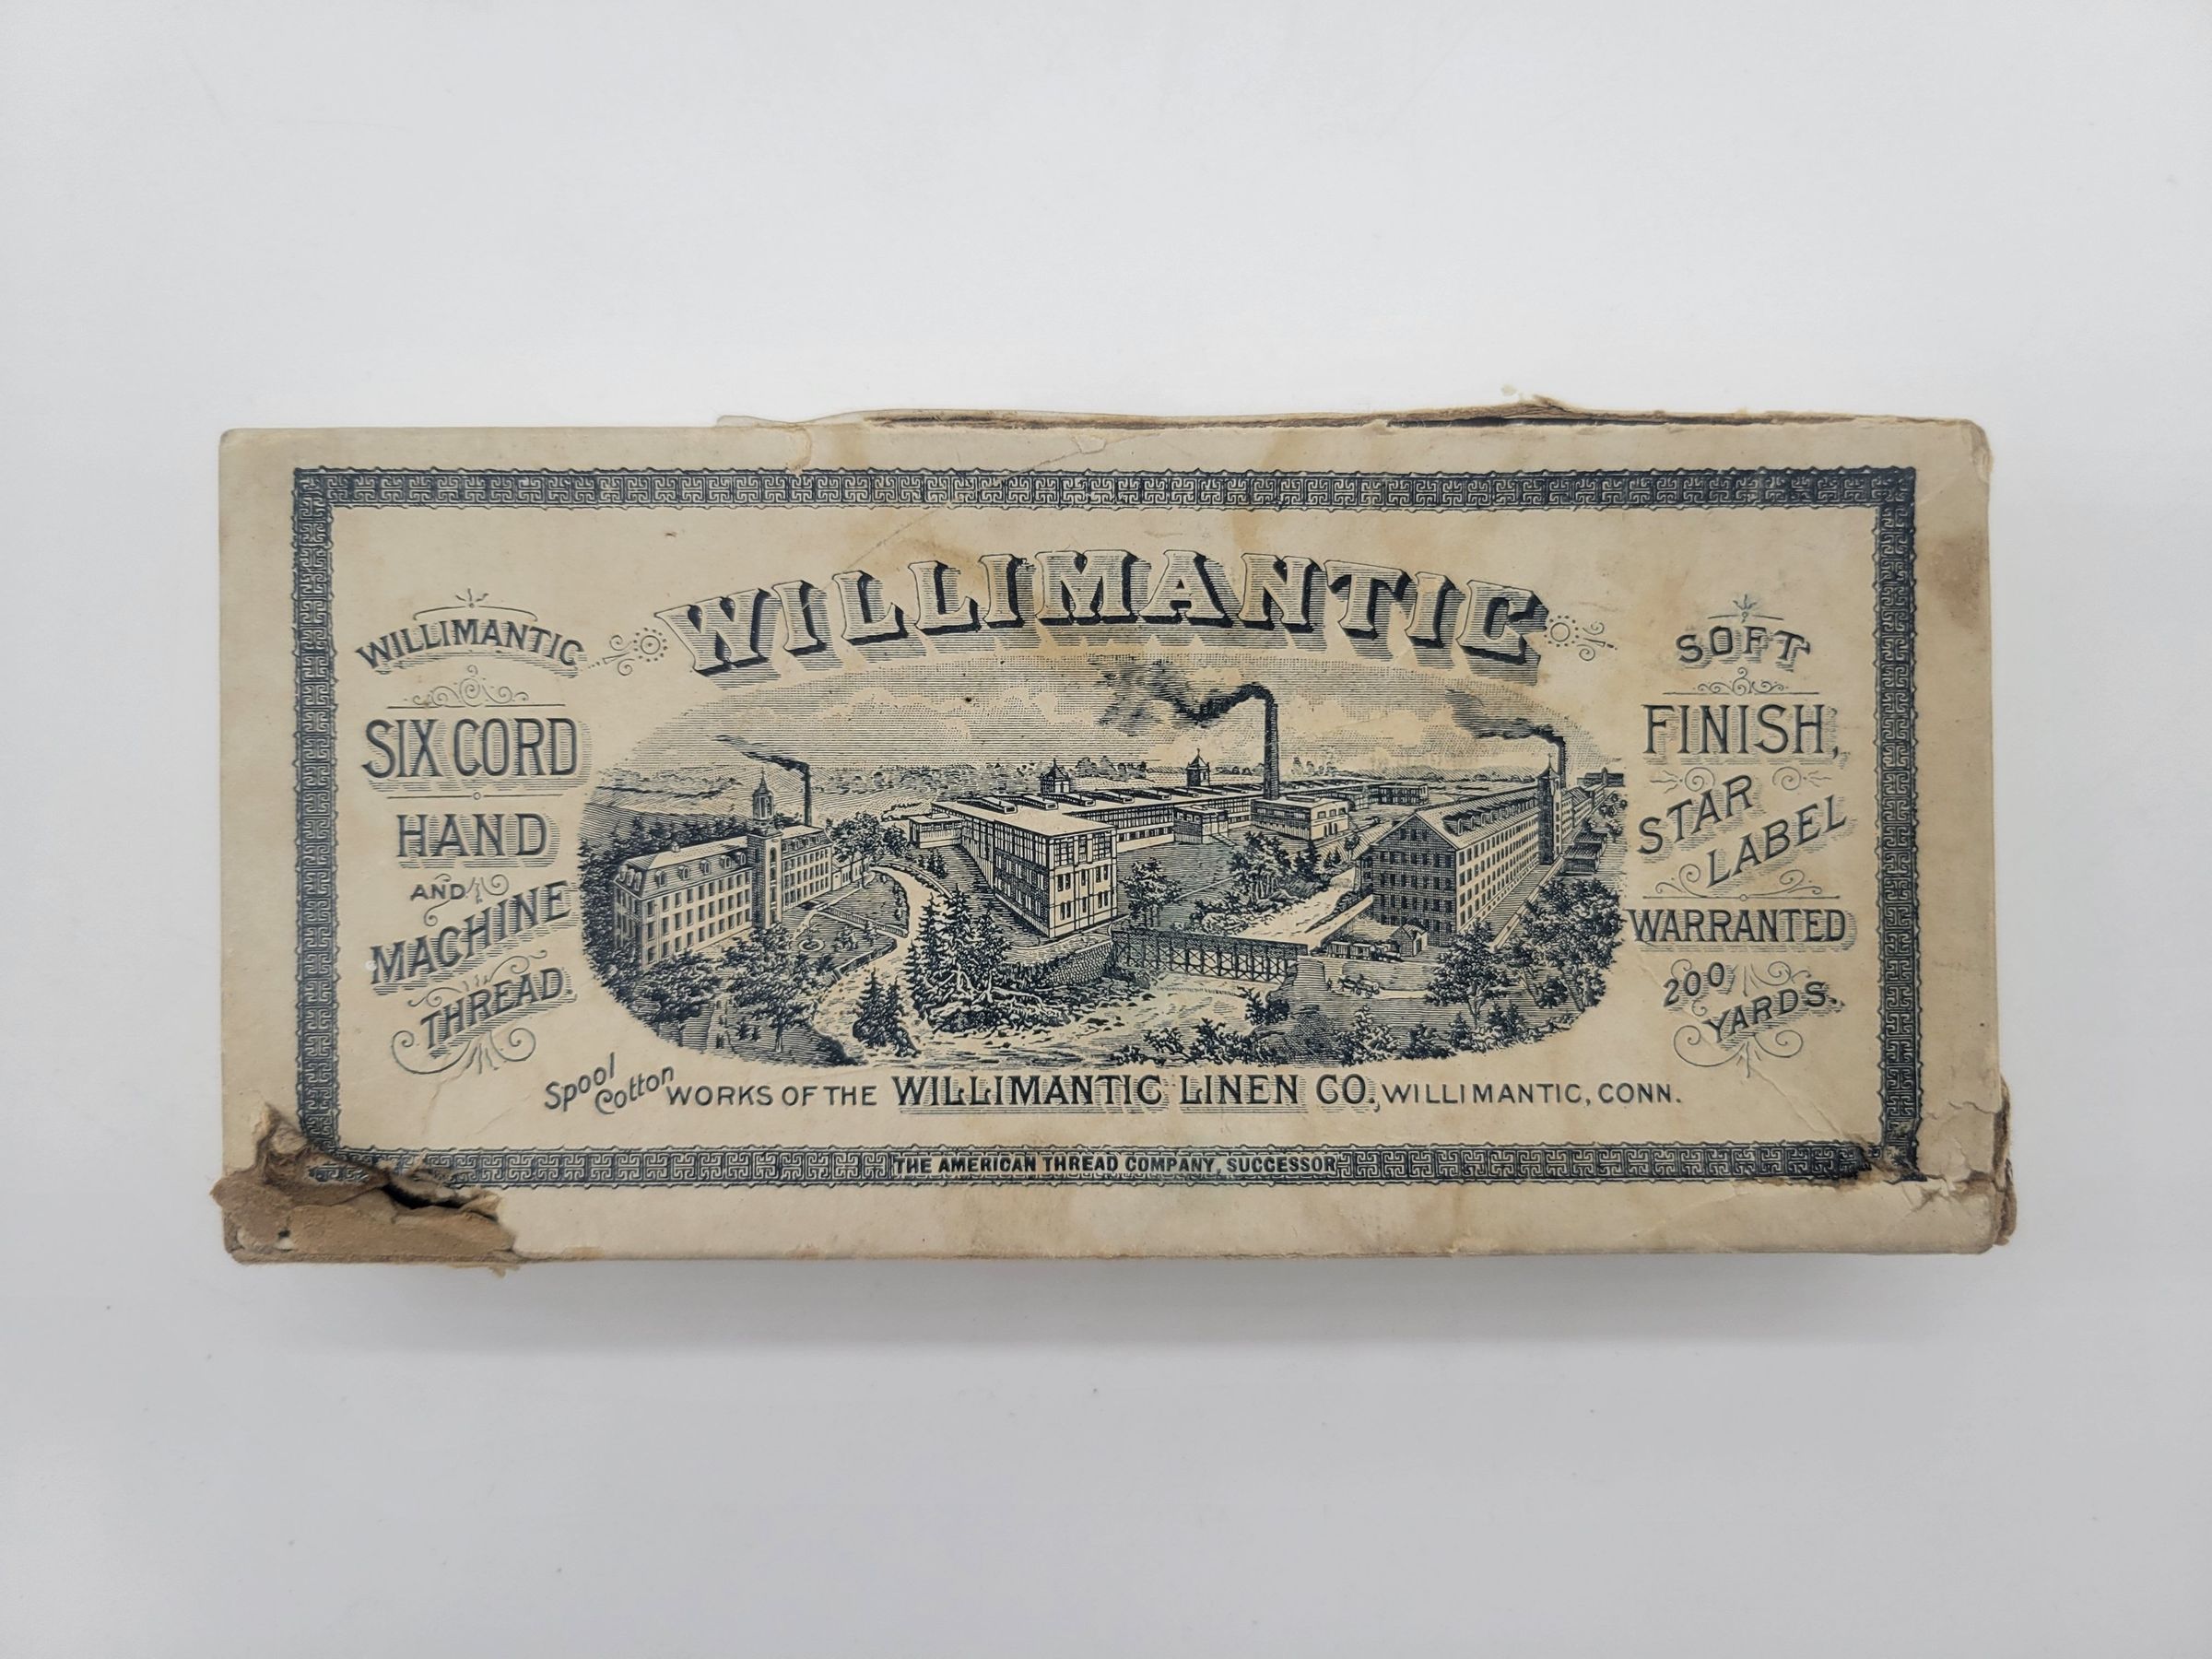 WILLIMANTIC
WILLIMANTIC
SIX CORD
HAND
AND
MACHINE
THREAD.
SOFT
FINISH,
STAR
LABEL
WARRANTED
200
YARDS.
Spool Cotton WORKS OF THE WILLIMANTIC LINEN CO., WILLIMANTIC, CONN.
THE AMERICAN THREAD COMPANY, SUCCESSOR